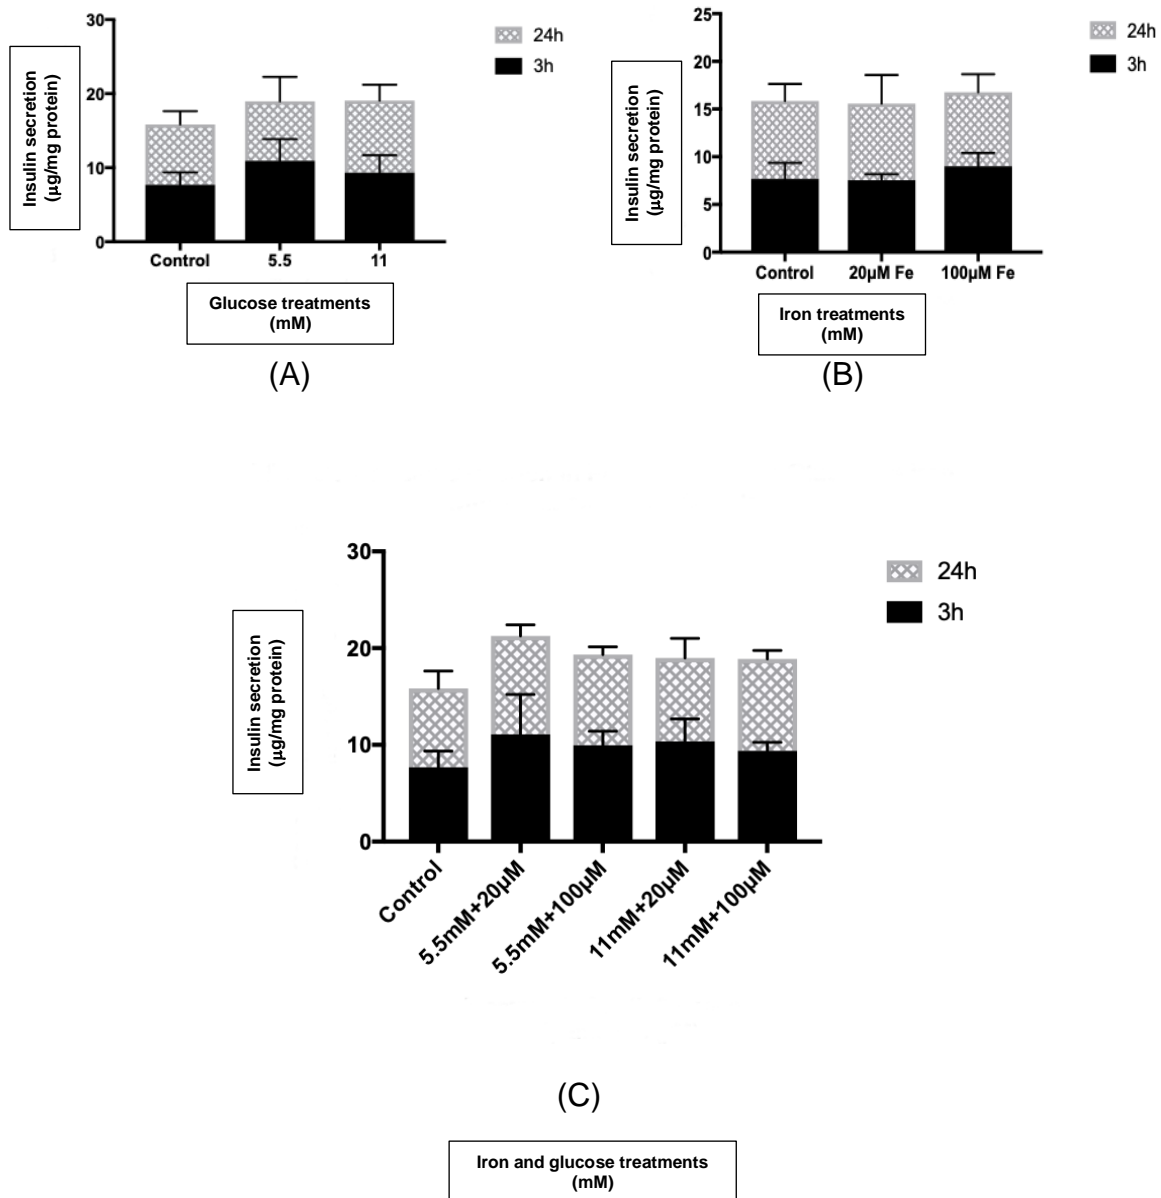 30
20
10
0
Insulin secretion
(µg/mg protein)
24h
3h
Control
5.5
11
Glucose treatments
(mM)
(A)
25
20
15
10
5
0
Insulin secretion
(µg/mg protein)
24h
3h
Control
20µM Fe
100µM Fe
Iron treatments
(mM)
(B)
30
20
10
0
Insulin secretion
(µg/mg protein)
24h
3h
Control
5.5mM+20µM
5.5mM+100µM
11mM+20µM
11mM+100µM
(C)
Iron and glucose treatments
(mM)